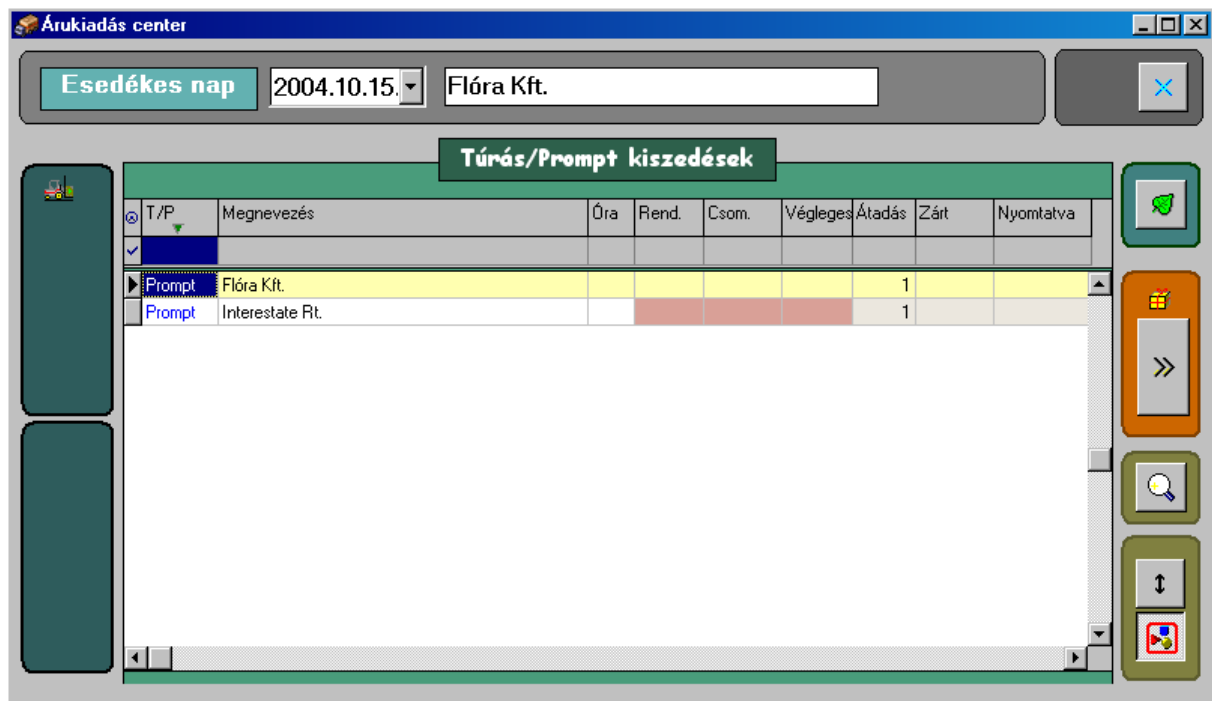 Árukiadás center
Esedékes nap 2004.10.15. Flóra Kft.
Túrás/Prompt kiszedések
T/P Megnevezés Óra Rend. Csom. Végleges Átadás Zárt Nyomtatva
Prompt Flóra Kft. 1
Prompt Interestate Rt. 1